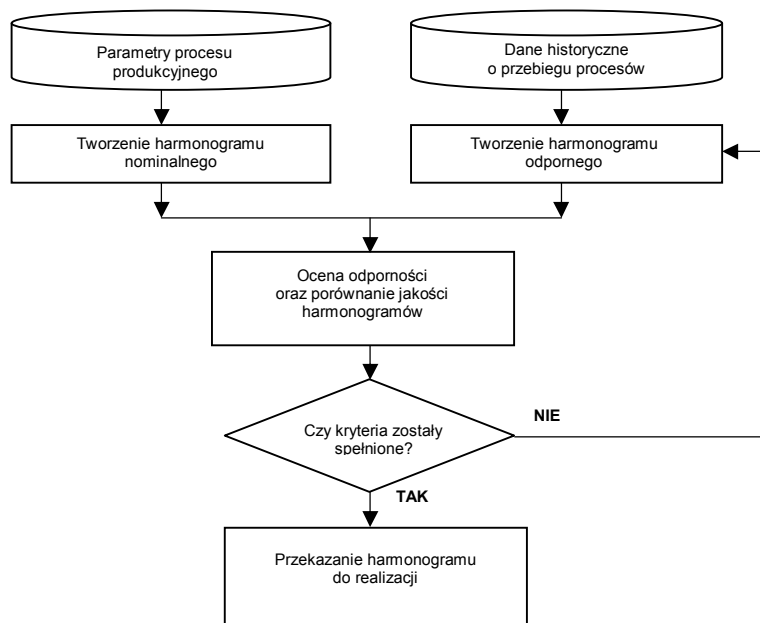 Parametry procesu
produkcyjnego
Dane historyczne
o przebiegu procesów
Tworzenie harmonogramu
nominalnego
Tworzenie harmonogramu
odpornego
Ocena odporności
oraz porównanie jakości
harmonogramów
Czy kryteria zostały
spełnione?
NIE
TAK
Przekazanie harmonogramu
do realizacji